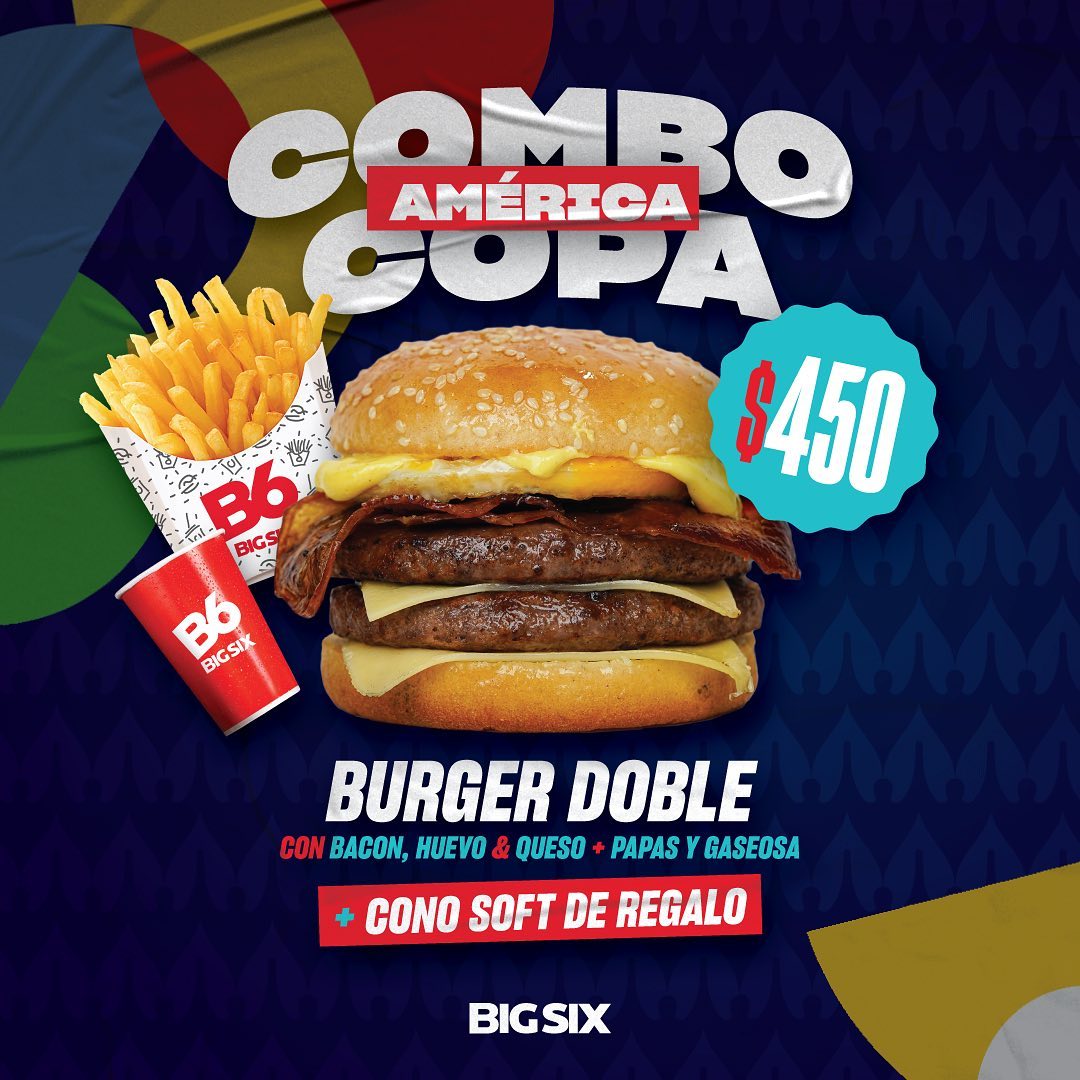 COMBO
AMÉRICA
COPA
$450
B6
BIGSI
B6
BIGSIX
BURGER DOBLE
CON BACON, HUEVO & QUESO + PAPAS Y GASEOSA
+ CONO SOFT DE REGALO
BIGSIX